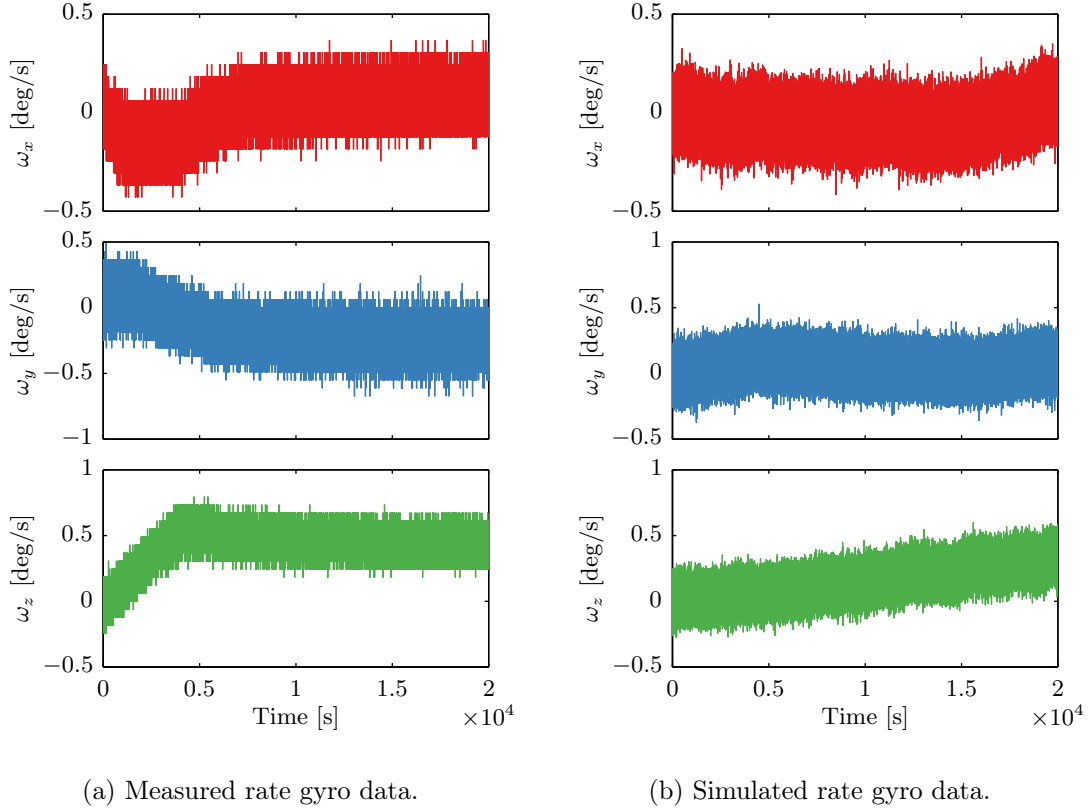 0.5
0
−0.5
ω_x [deg/s]
0.5
0
−0.5
−1
ω_y [deg/s]
1
0.5
0
−0.5
ω_z [deg/s]
0 0.5 1 1.5 2
Time [s] ×10^4
(a) Measured rate gyro data.
0.5
0
−0.5
ω_x [deg/s]
1
0.5
0
−0.5
ω_y [deg/s]
1
0.5
0
−0.5
ω_z [deg/s]
0 0.5 1 1.5 2
Time [s] ×10^4
(b) Simulated rate gyro data.